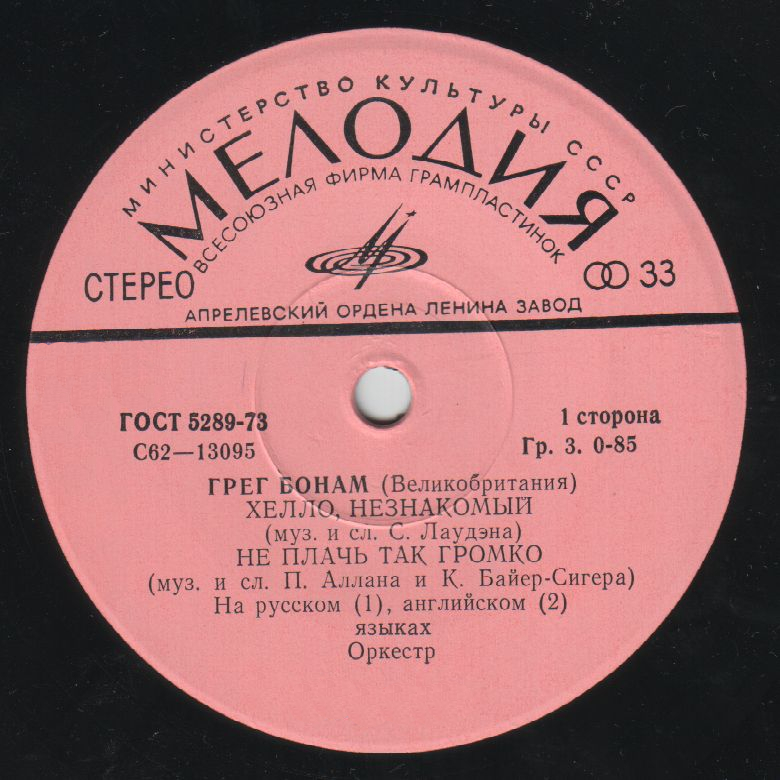 МИНИСТЕРСТВО КУЛЬТУРЫ СССР
МЕЛОДИЯ
ВСЕСОЮЗНАЯ ФИРМА ГРАМПЛАСТИНОК
СТЕРЕО
33
АПРЕЛЕВСКИЙ ОРДЕНА ЛЕНИНА ЗАВОД
ГОСТ 5289-73
1 сторона
С62—13095
Гр. 3. 0-85
ГРЕГ БОНАМ (Великобритания)
ХЕЛЛО, НЕЗНАКОМЫЙ
(муз. и сл. С. Лаудэна)
НЕ ПЛАЧЬ ТАК ГРОМКО
(муз. и сл. П. Аллана и К. Байер-Сигера)
На русском (1), английском (2)
языках
Оркестр